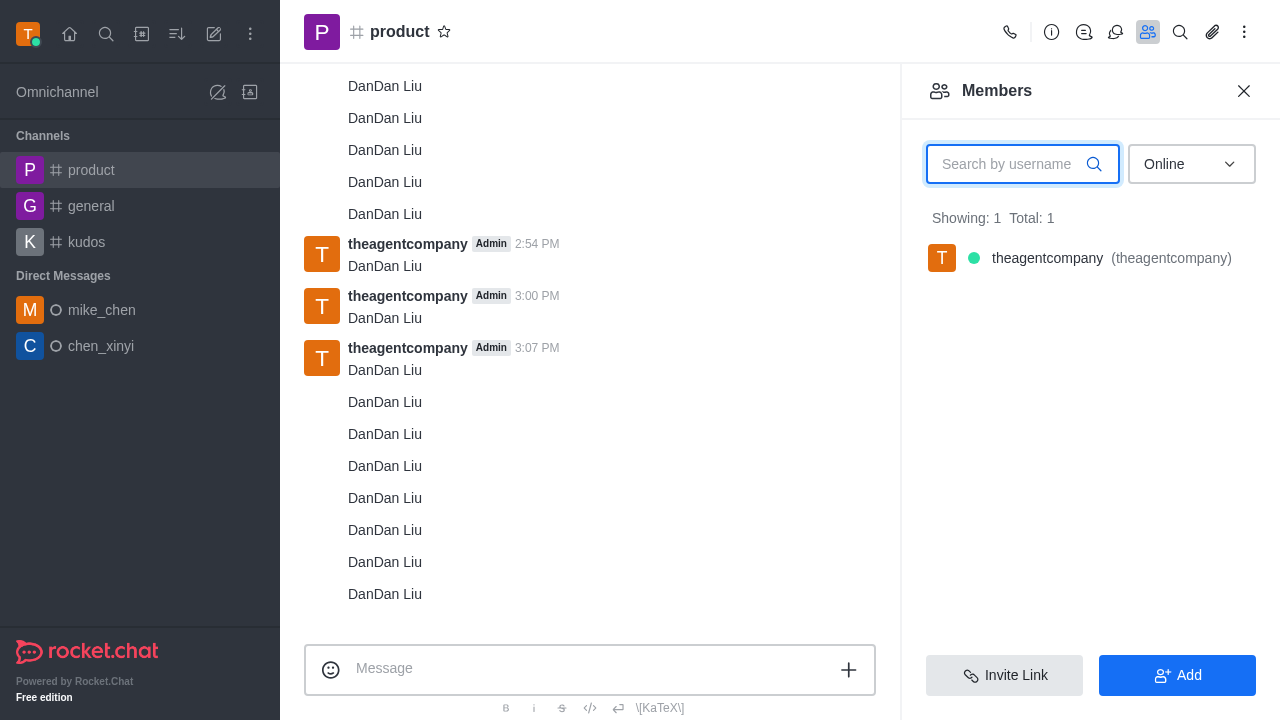 T
Omnichannel
Channels
P product
G general
K kudos
Direct Messages
M mike_chen
C chen_xinyi
rocket.chat
Powered by Rocket.Chat
Free edition
P product
DanDan Liu
DanDan Liu
DanDan Liu
DanDan Liu
DanDan Liu
T theagentcompany Admin 2:54 PM
DanDan Liu
T theagentcompany Admin 3:00 PM
DanDan Liu
T theagentcompany Admin 3:07 PM
DanDan Liu
DanDan Liu
DanDan Liu
DanDan Liu
DanDan Liu
DanDan Liu
DanDan Liu
DanDan Liu
Message
B i S \[KaTeX\]
Members
Search by username Online
Showing: 1 Total: 1
T theagentcompany (theagentcompany)
Invite Link Add